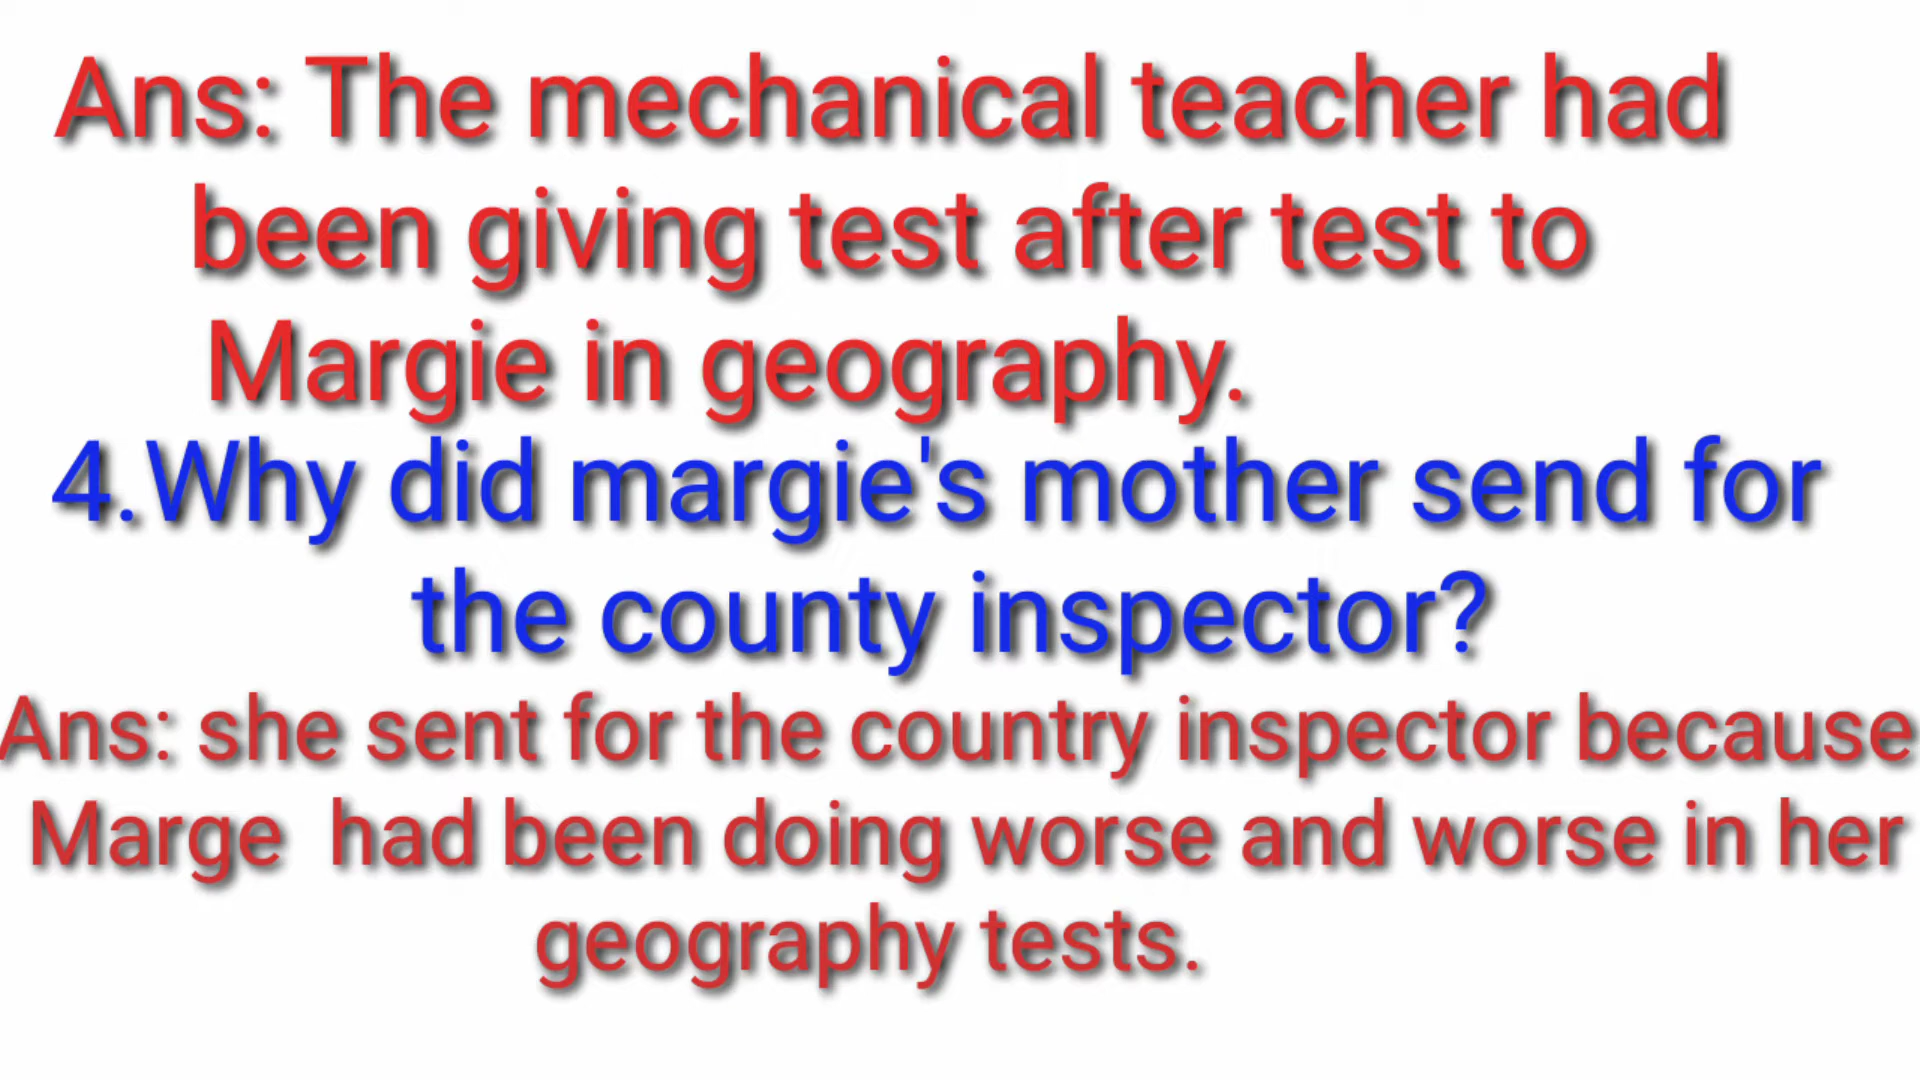 Ans: The mechanical teacher had
been giving test after test to
Margie in geography.
4.Why did margie's mother send for
the county inspector?
Ans: she sent for the country inspector because
Marge had been doing worse and worse in her
geography tests.